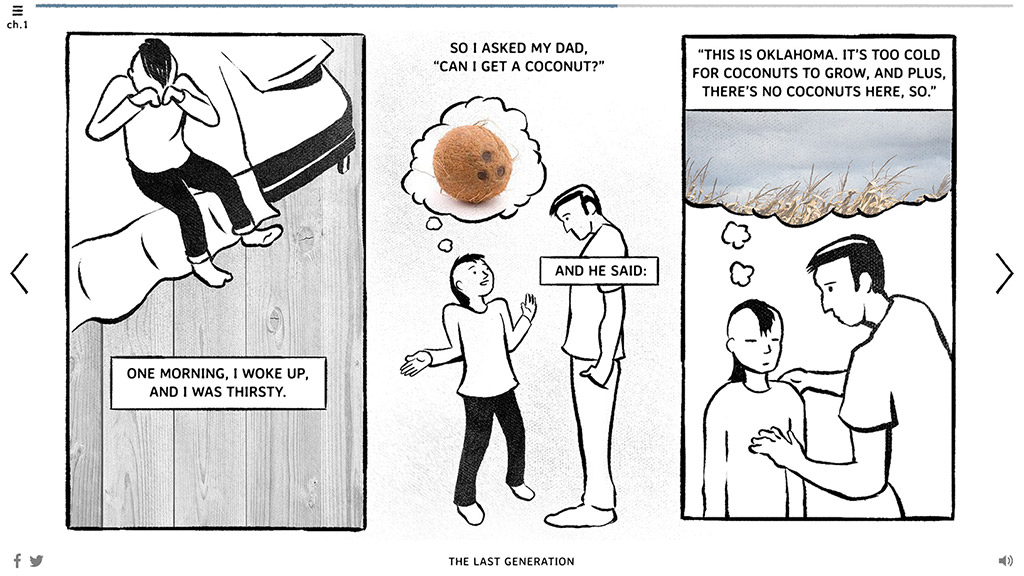 ch.1
ONE MORNING, I WOKE UP,
AND I WAS THIRSTY.
SO I ASKED MY DAD,
“CAN I GET A COCONUT?”
AND HE SAID:
“THIS IS OKLAHOMA. IT’S TOO COLD
FOR COCONUTS TO GROW, AND PLUS,
THERE’S NO COCONUTS HERE, SO.”
THE LAST GENERATION